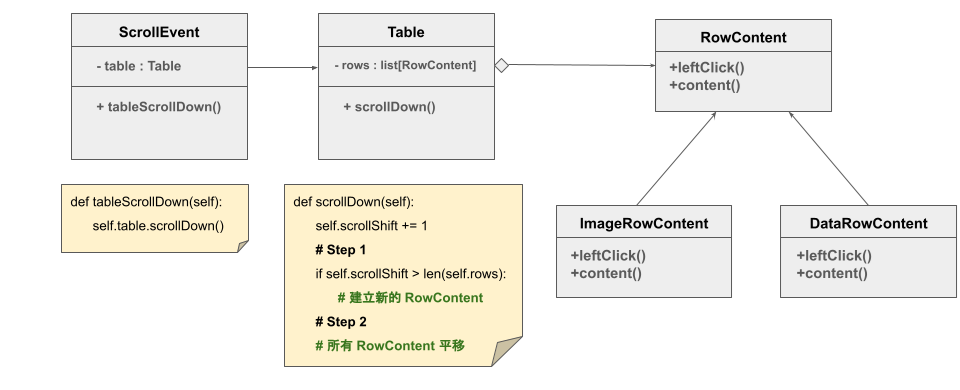 ScrollEvent
- table : Table
+ tableScrollDown()
Table
- rows : list[RowContent]
+ scrollDown()
RowContent
+leftClick()
+content()
def tableScrollDown(self):
self.table.scrollDown()
def scrollDown(self):
self.scrollShift += 1
# Step 1
if self.scrollShift > len(self.rows):
# 建立新的 RowContent
# Step 2
# 所有 RowContent 平移
ImageRowContent
+leftClick()
+content()
DataRowContent
+leftClick()
+content()